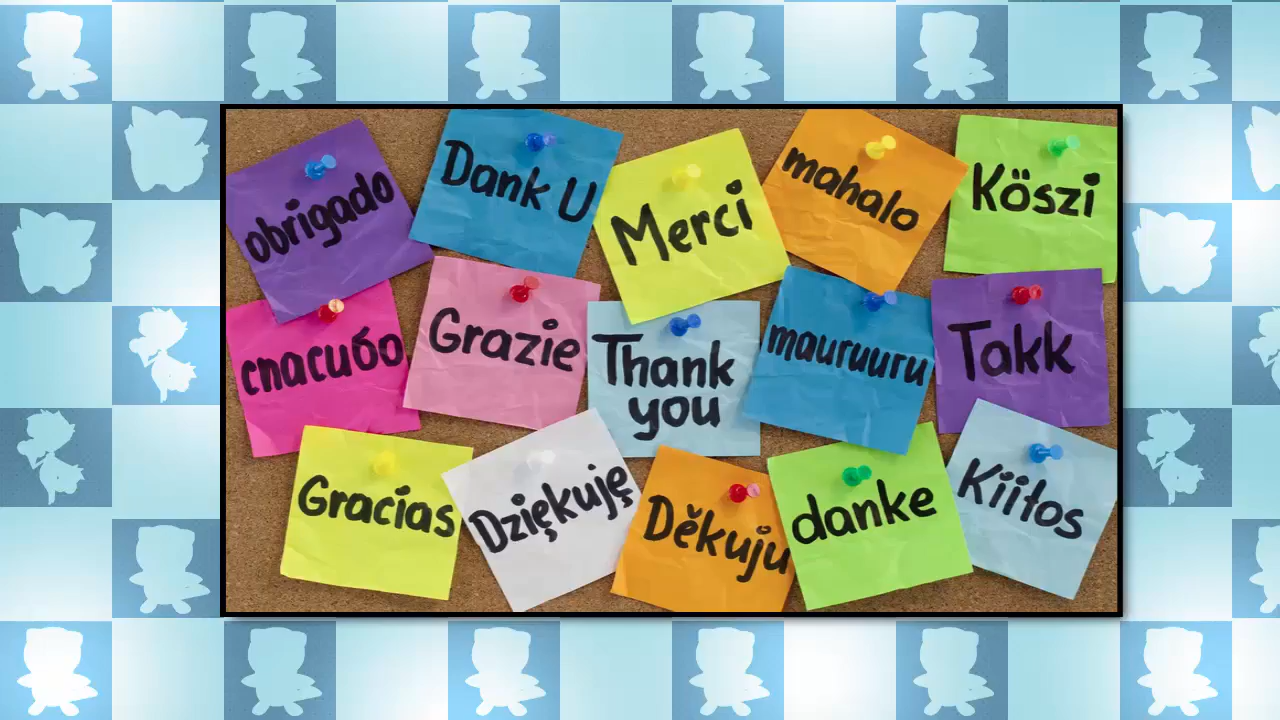 obrigado
Dank U
Merci
mahalo
Köszi
спасибо
Grazie
Thank
you
mauruuru
Takk
Gracias
Dziękuję
Děkuju
danke
Kiitos